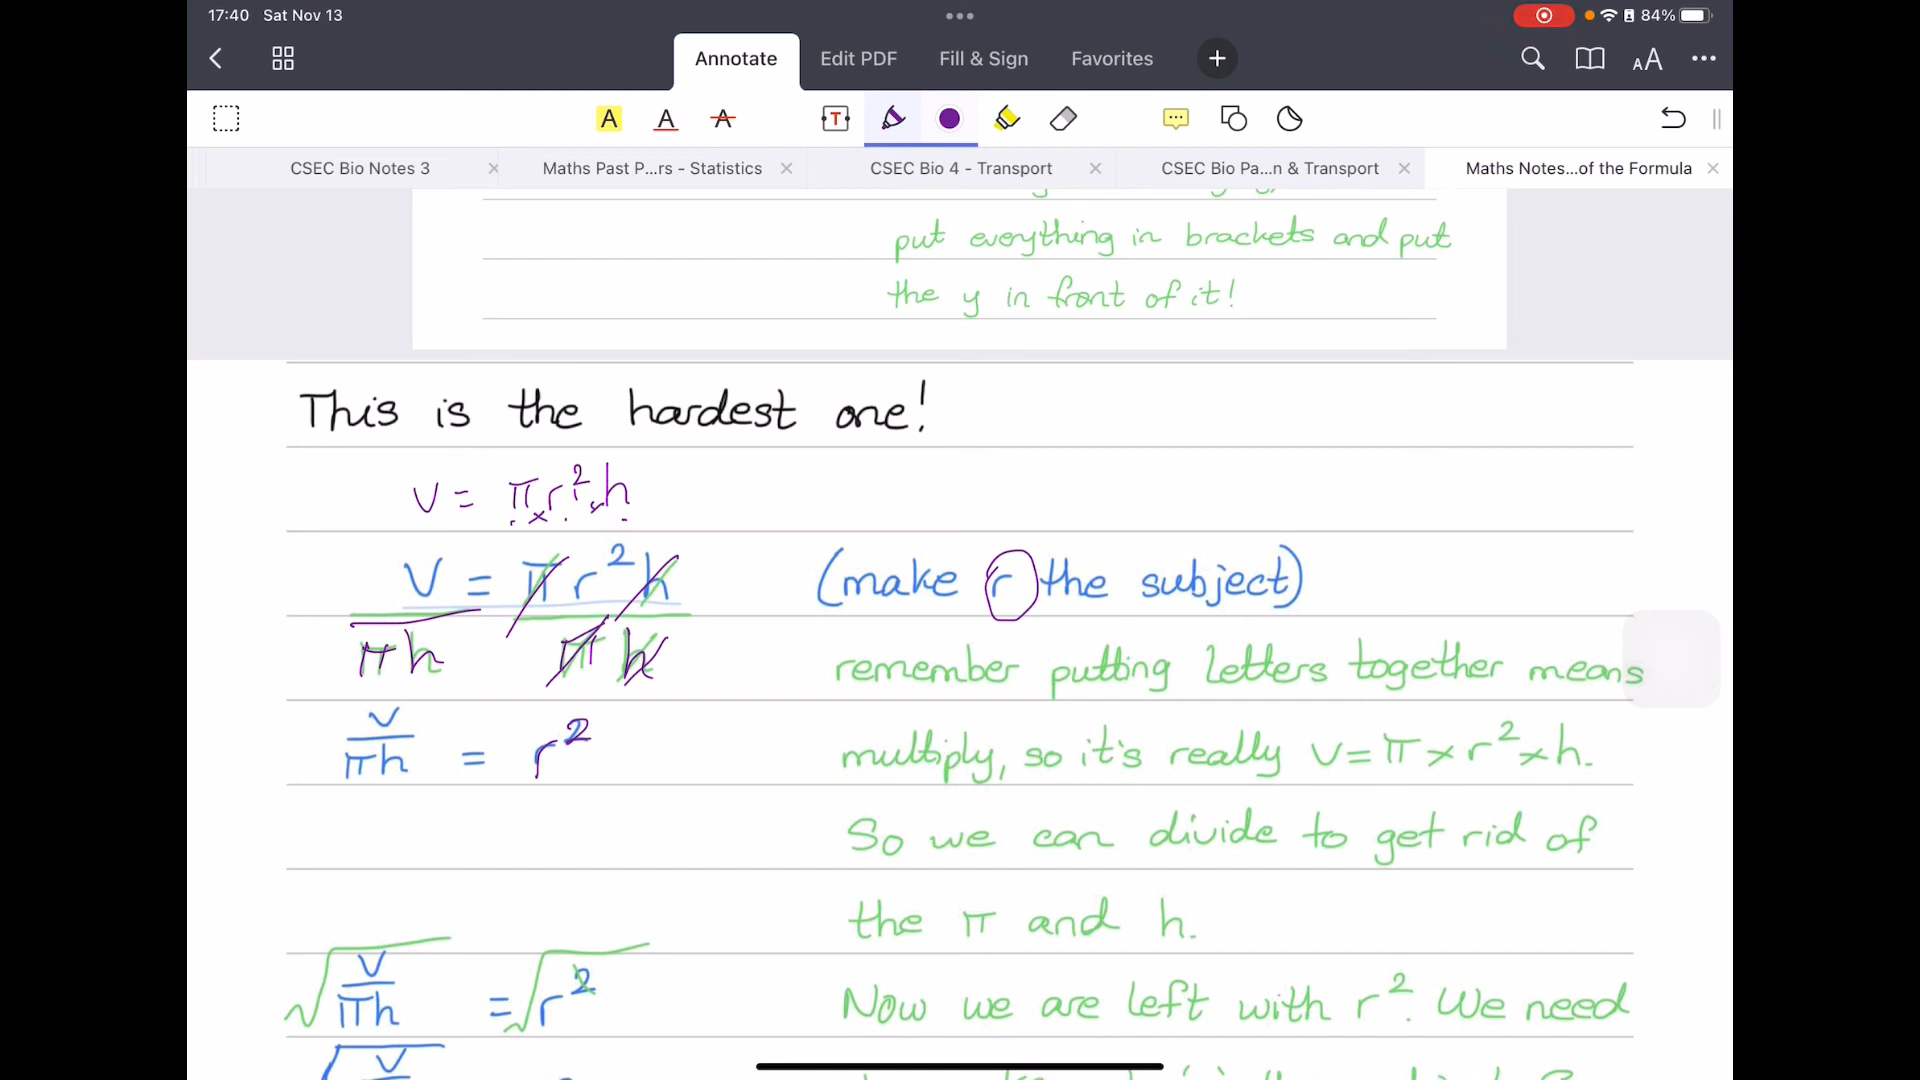 17:40 Sat Nov 13
84%
Annotate Edit PDF Fill & Sign Favorites
AA
A A A T
CSEC Bio Notes 3
Maths Past P...rs - Statistics
CSEC Bio 4 - Transport
CSEC Bio Pa...n & Transport
Maths Notes...of the Formula
put everything in brackets and put
the y in front of it!
This is the hardest one!
V = π×r²×h
V = πr²h (make r the subject)
πh πh remember putting letters together means
V/πh = r² multiply, so it's really V=π×r²×h.
So we can divide to get rid of
the π and h.
√V/πh = √r² Now we are left with r². We need
V